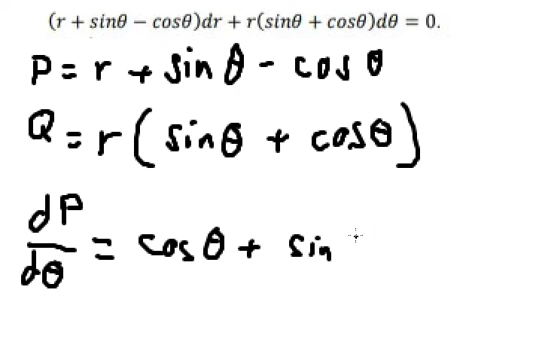 (r + sinθ − cosθ)dr + r(sinθ + cosθ)dθ = 0.
P = r + sin θ - cos θ
Q = r ( sinθ + cosθ )
dP/dθ = cos θ + sin